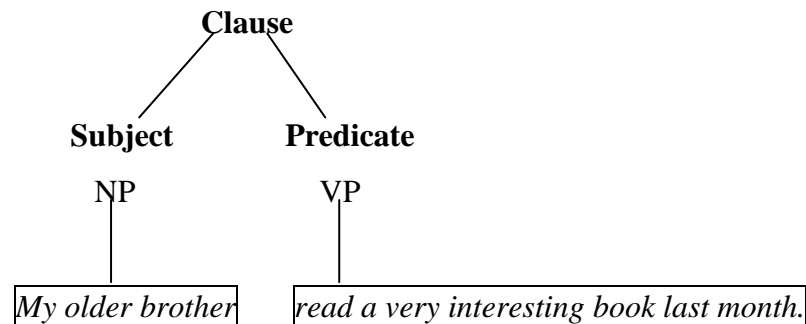 Clause
Subject Predicate
NP VP
My older brother read a very interesting book last month.